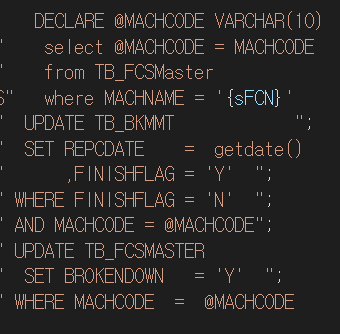 DECLARE @MACHCODE VARCHAR(10)
" select @MACHCODE = MACHCODE
" from TB_FCSMaster
S" where MACHNAME = '{sFCN}'
" UPDATE TB_BKMMT ";
" SET REPCDATE = getdate()
" ,FINISHFLAG = 'Y' ";
" WHERE FINISHFLAG = 'N' ";
" AND MACHCODE = @MACHCODE";
" UPDATE TB_FCSMASTER
" SET BROKENDOWN = 'Y' ";
" WHERE MACHCODE = @MACHCODE